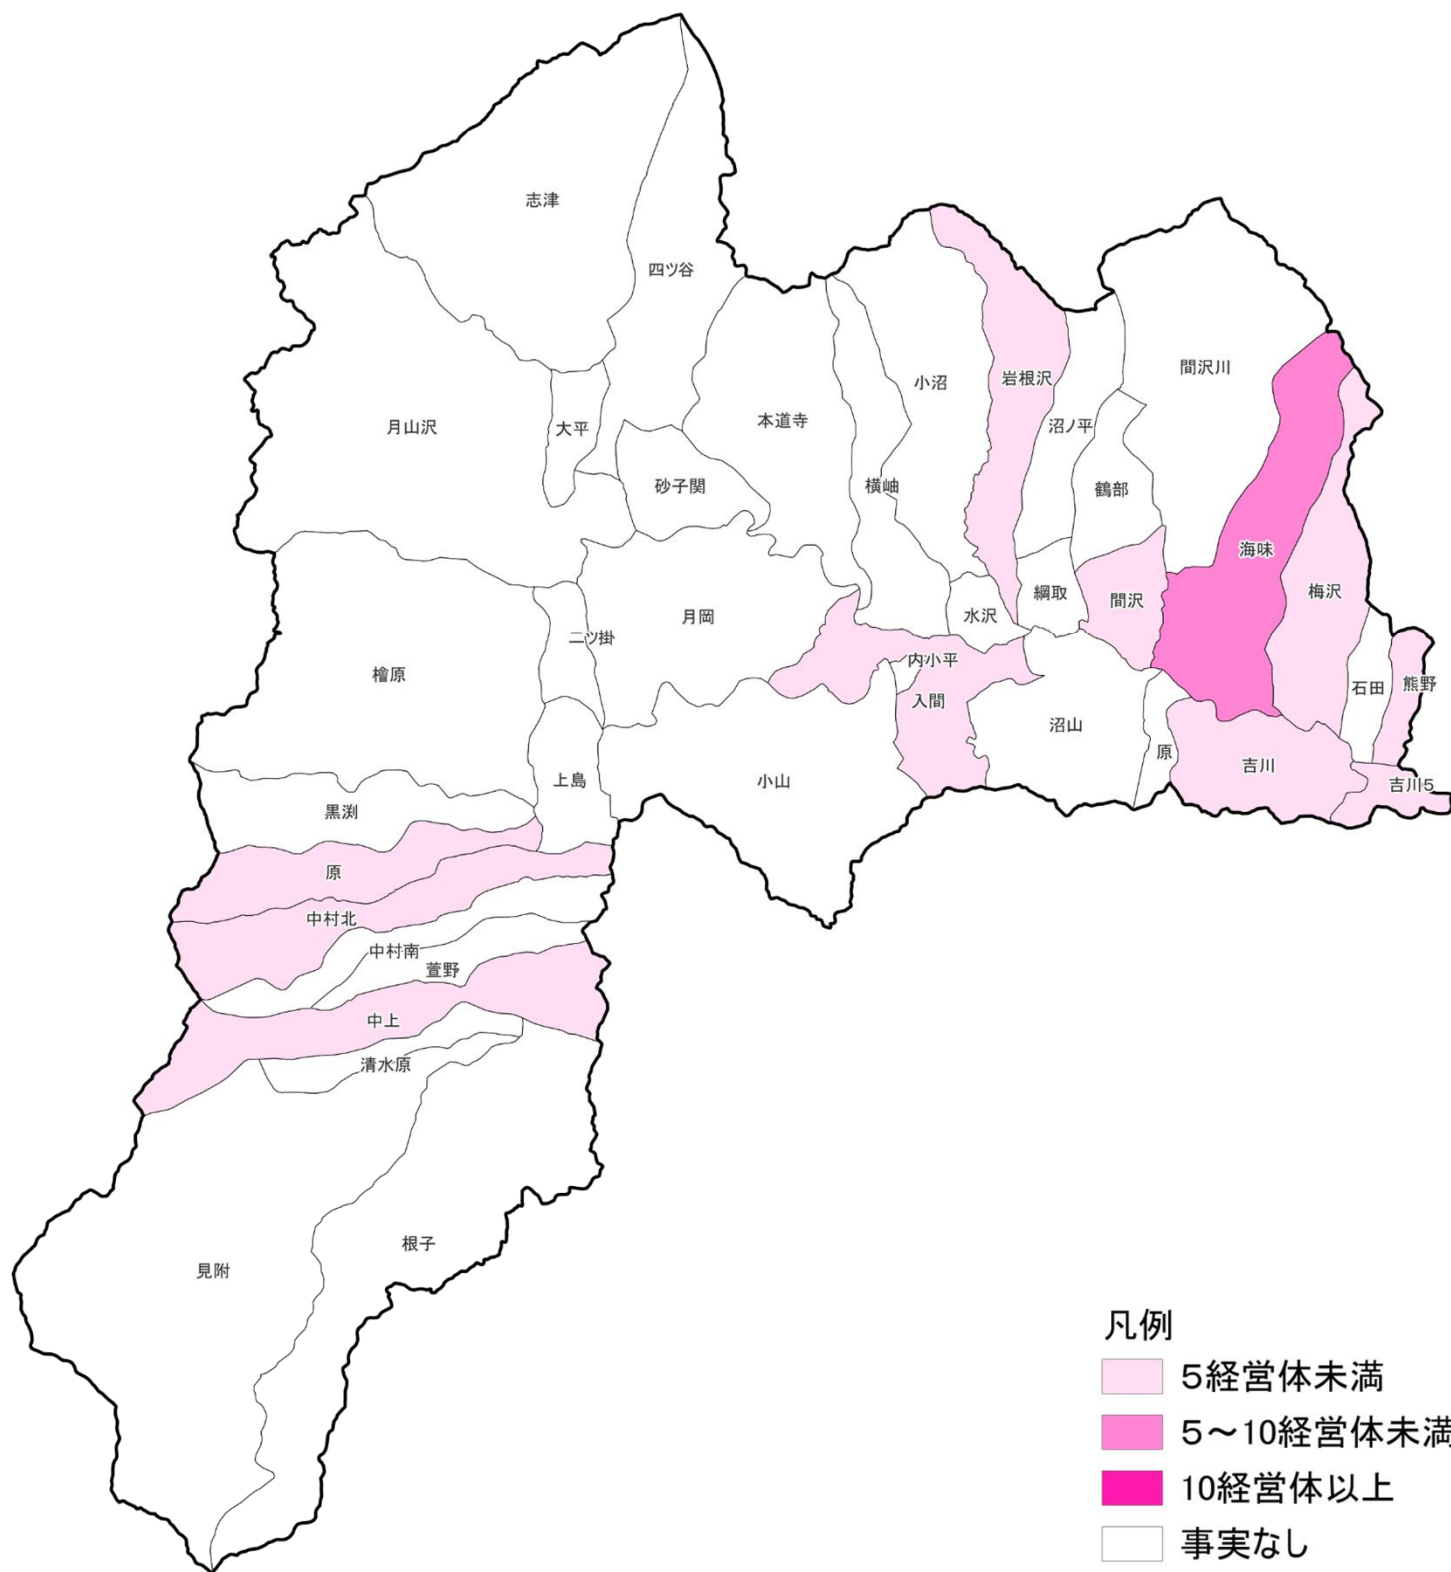 志津
四ツ谷
間沢川
岩根沢
小沼
本道寺
月山沢
大平
沼ノ平
砂子関
横岫
鶴部
海味
梅沢
綱取
間沢
水沢
月岡
二ツ掛
内小平
檜原
石田
熊野
入間
沼山
原
吉川
小山
上島
吉川5
黒渕
原
中村北
中村南
萱野
中上
清水原
根子
見附
凡例
5経営体未満
5～10経営体未満
10経営体以上
事実なし